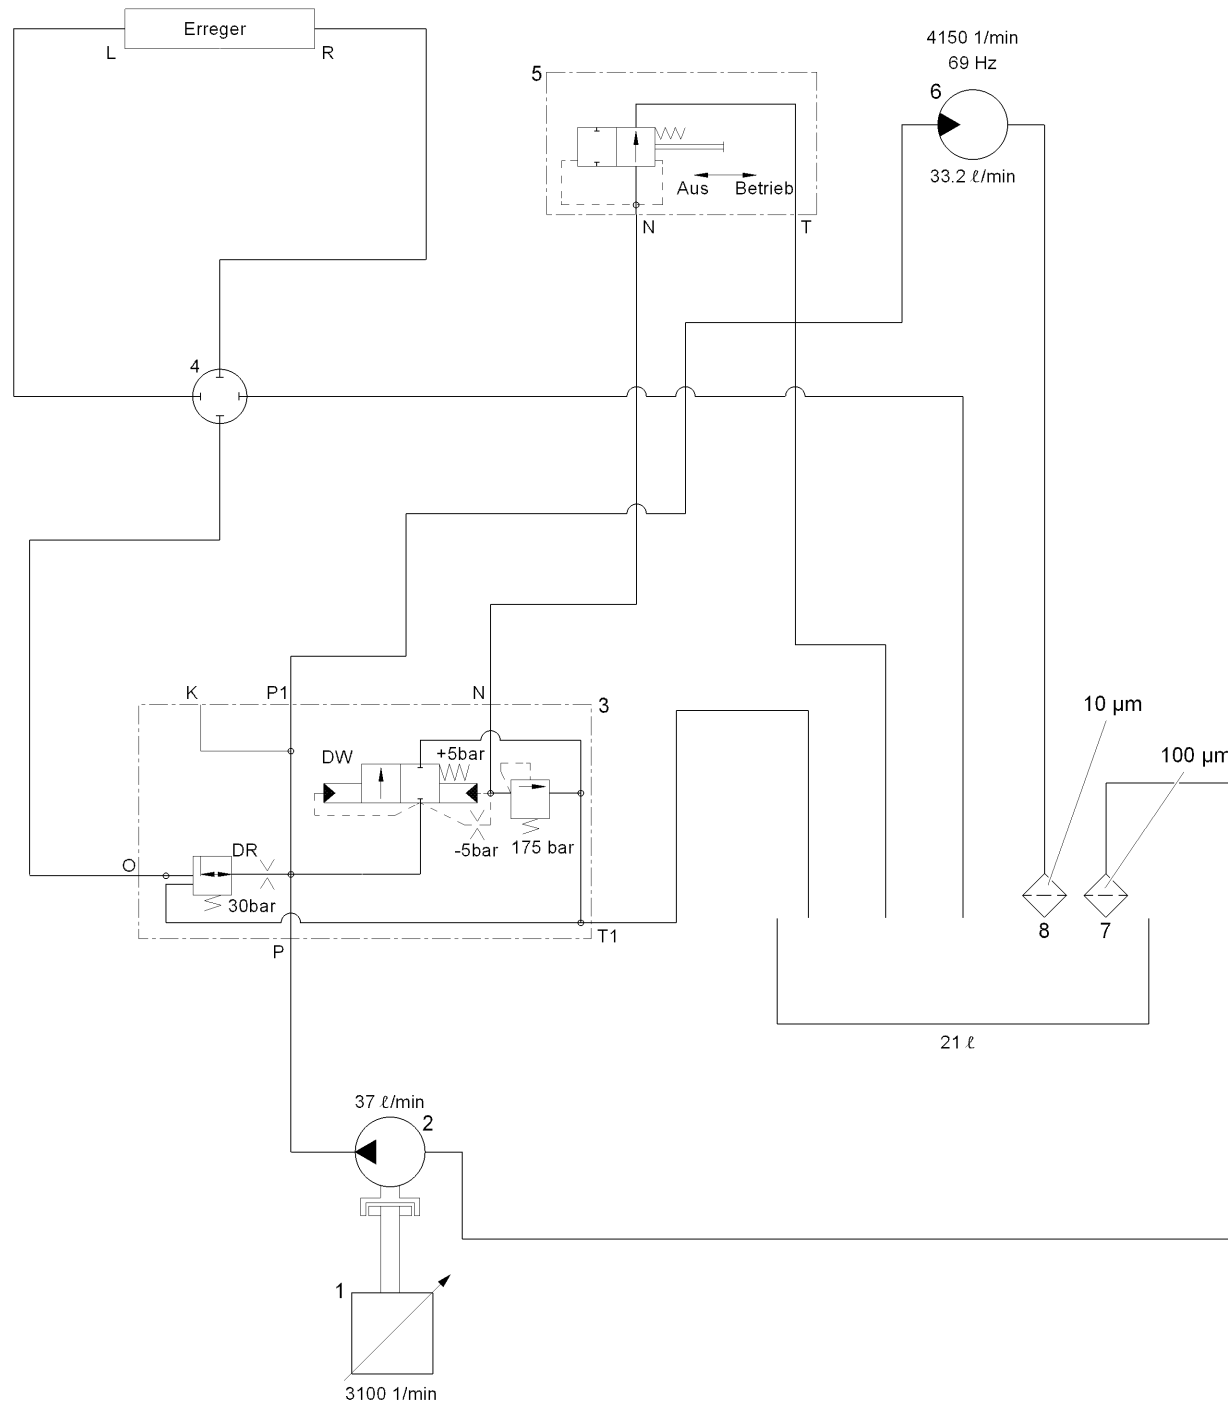 Erreger
L
R
4150 1/min
69 Hz
6
33.2 ℓ/min
5
Aus
Betrieb
N
T
4
K
P1
N
3
10 µm
100 µm
DW
+5bar
-5bar
175 bar
O
DR
30bar
T1
P
8
7
21 ℓ
37 ℓ/min
2
1
3100 1/min